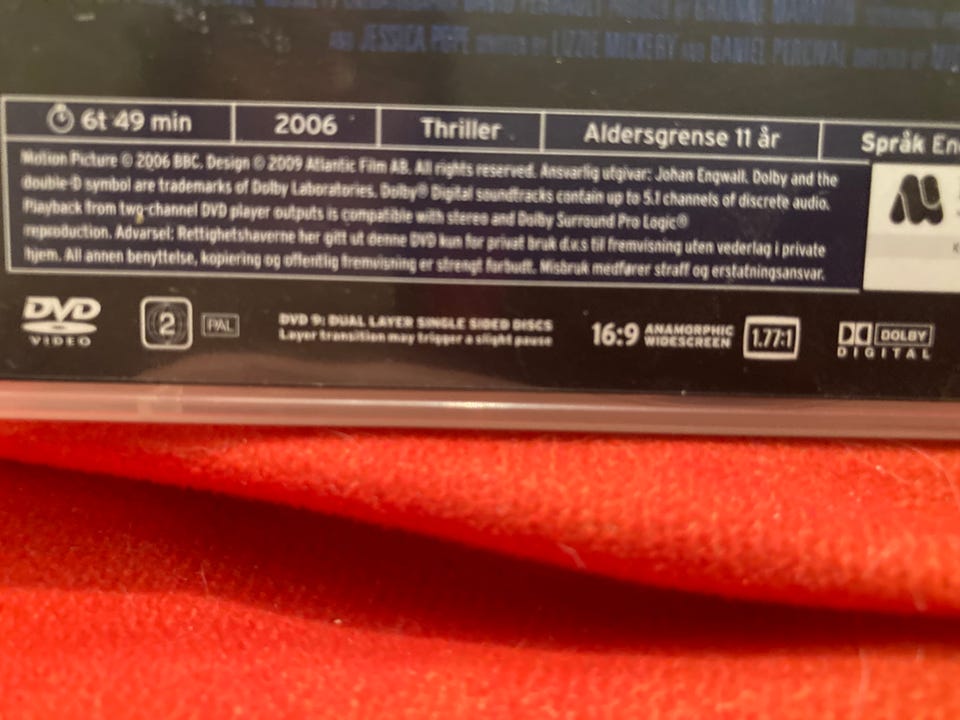 AND JESSICA POPE WRITTEN BY LIZZIE MICKERY AND DANIEL PERCIVAL DIRECTED BY
6t 49 min
2006
Thriller
Aldersgrense 11 år
Språk En
Motion Picture © 2006 BBC. Design © 2009 Atlantic Film AB. All rights reserved. Ansvarlig utgivar: Johan Engwall. Dolby and the
double-D symbol are trademarks of Dolby Laboratories. Dolby® Digital soundtracks contain up to 5.1 channels of discrete audio.
Playback from two-channel DVD player outputs is compatible with stereo and Dolby Surround Pro Logic®
reproduction. Advarsel: Rettighetshaverne har gitt ut denne DVD kun for privat bruk d.v.s til fremvisning uten vederlag i private
hjem. All annen benyttelse, kopiering og offentlig fremvisning er strengt forbudt. Misbruk medfører straff og erstatningsansvar.
DVD
VIDEO
2
PAL
DVD 9: DUAL LAYER SINGLE SIDED DISCS
Layer transition may trigger a slight pause
16:9 ANAMORPHIC
WIDESCREEN
1.77:1
DOLBY
DIGITAL